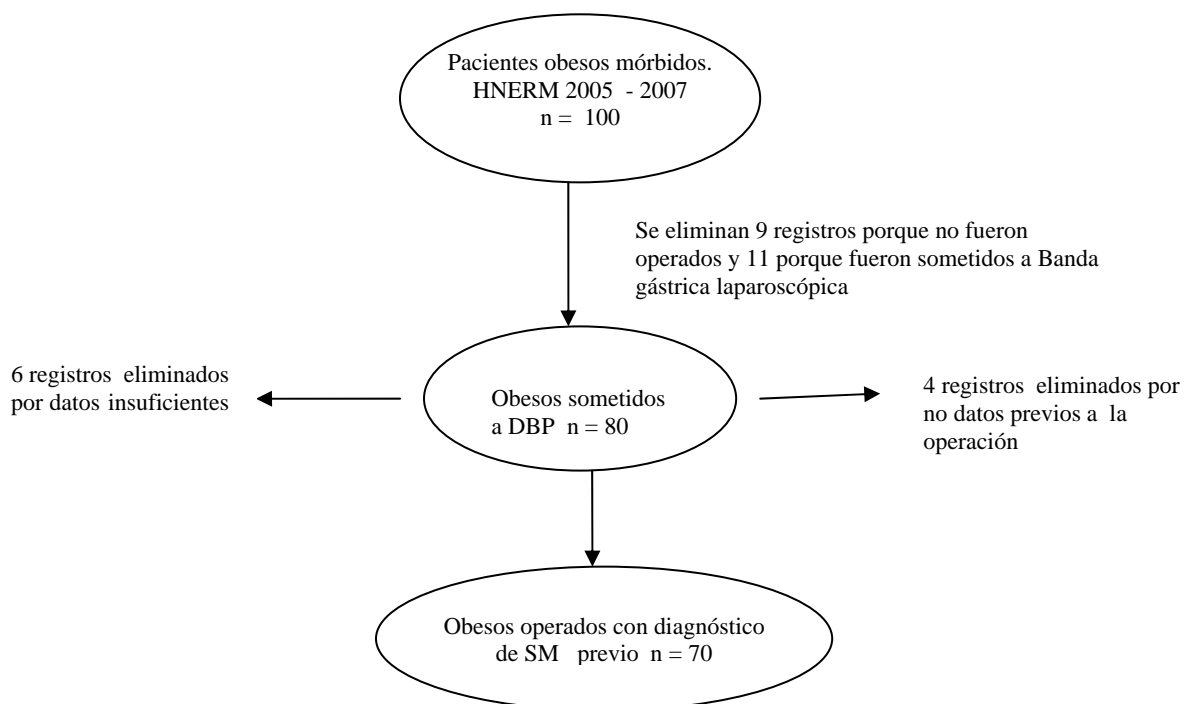 Pacientes obesos mórbidos.
HNERM 2005 - 2007
n = 100
Se eliminan 9 registros porque no fueron
operados y 11 porque fueron sometidos a Banda
gástrica laparoscópica
6 registros eliminados
por datos insuficientes
Obesos sometidos
a DBP n = 80
4 registros eliminados por
no datos previos a la
operación
Obesos operados con diagnóstico
de SM previo n = 70